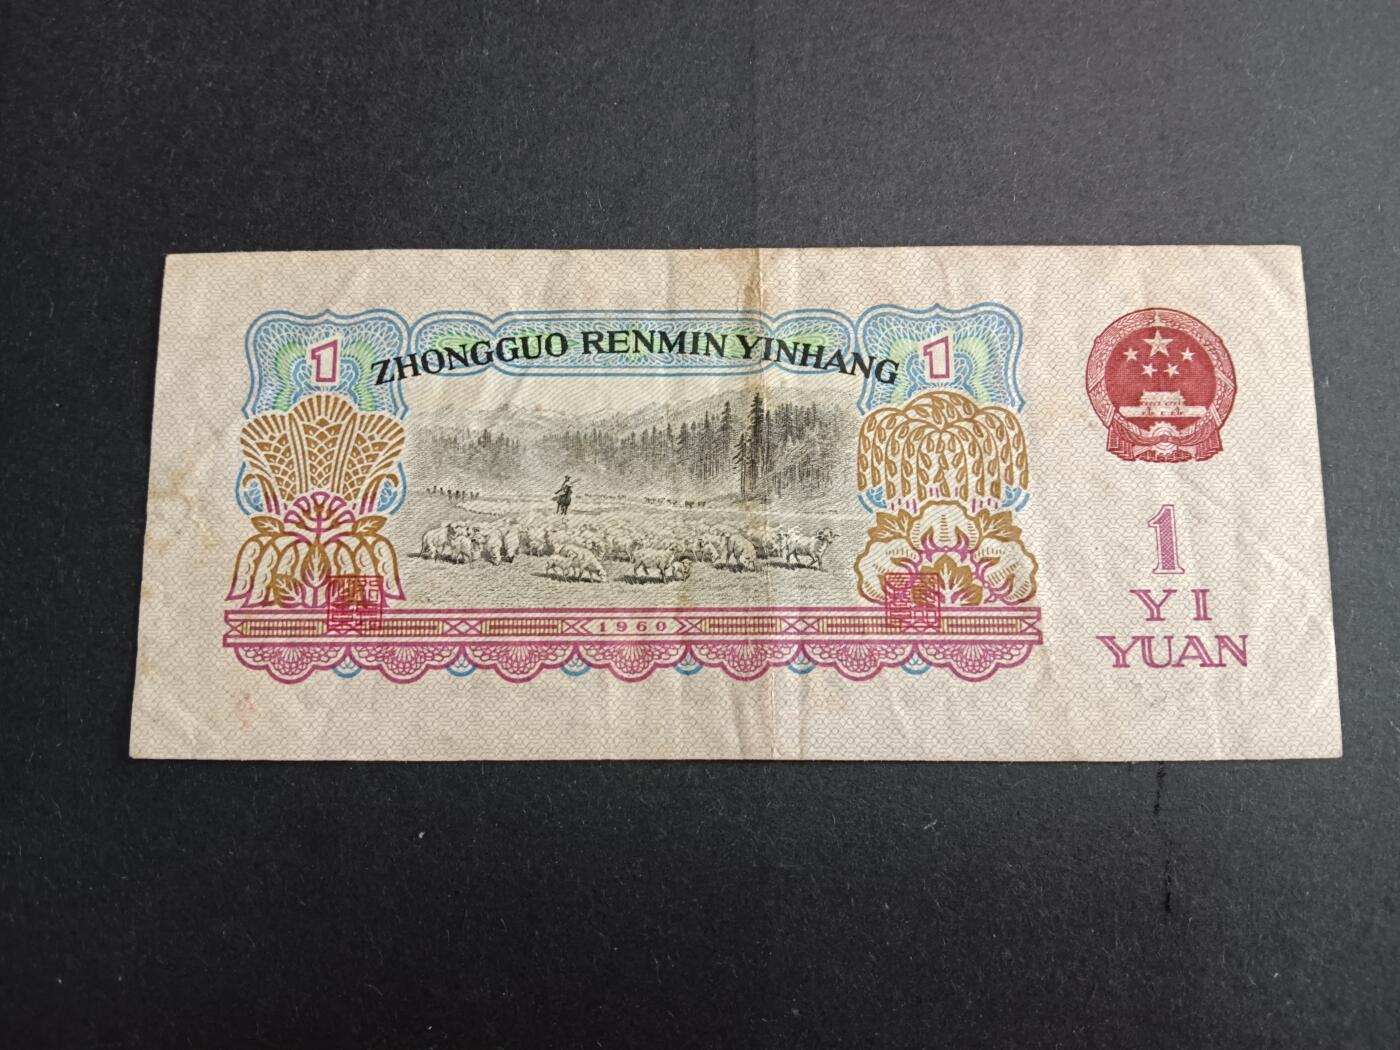 1 ZHONGGUO RENMIN YINHANG 1
1960
1
YI
YUAN